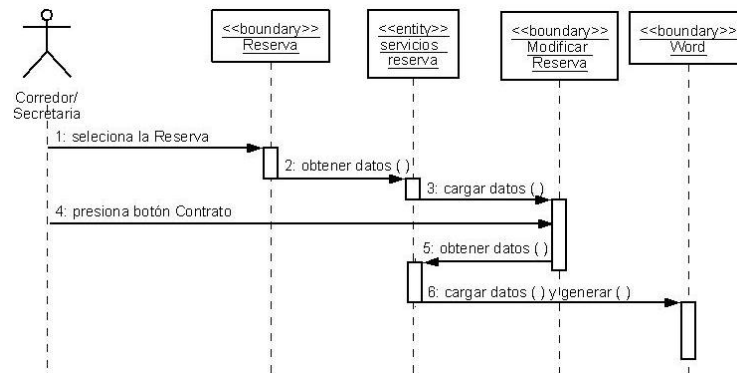 <<boundary>>
Reserva
<<entity>>
servicios
reserva
<<boundary>>
Modificar
Reserva
<<boundary>>
Word
Corredor/
Secretaria
1: seleciona la Reserva
2: obtener datos ( )
3: cargar datos ( )
4: presiona botón Contrato
5: obtener datos ( )
6: cargar datos ( ) y generar ( )